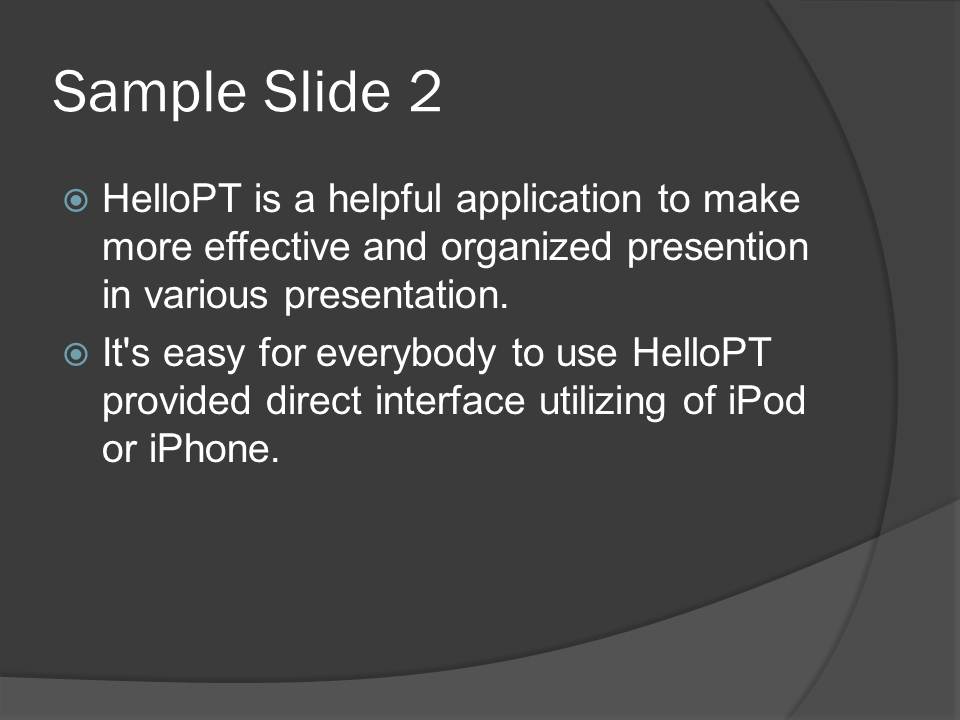 Sample Slide 2
HelloPT is a helpful application to make
more effective and organized presention
in various presentation.
It's easy for everybody to use HelloPT
provided direct interface utilizing of iPod
or iPhone.